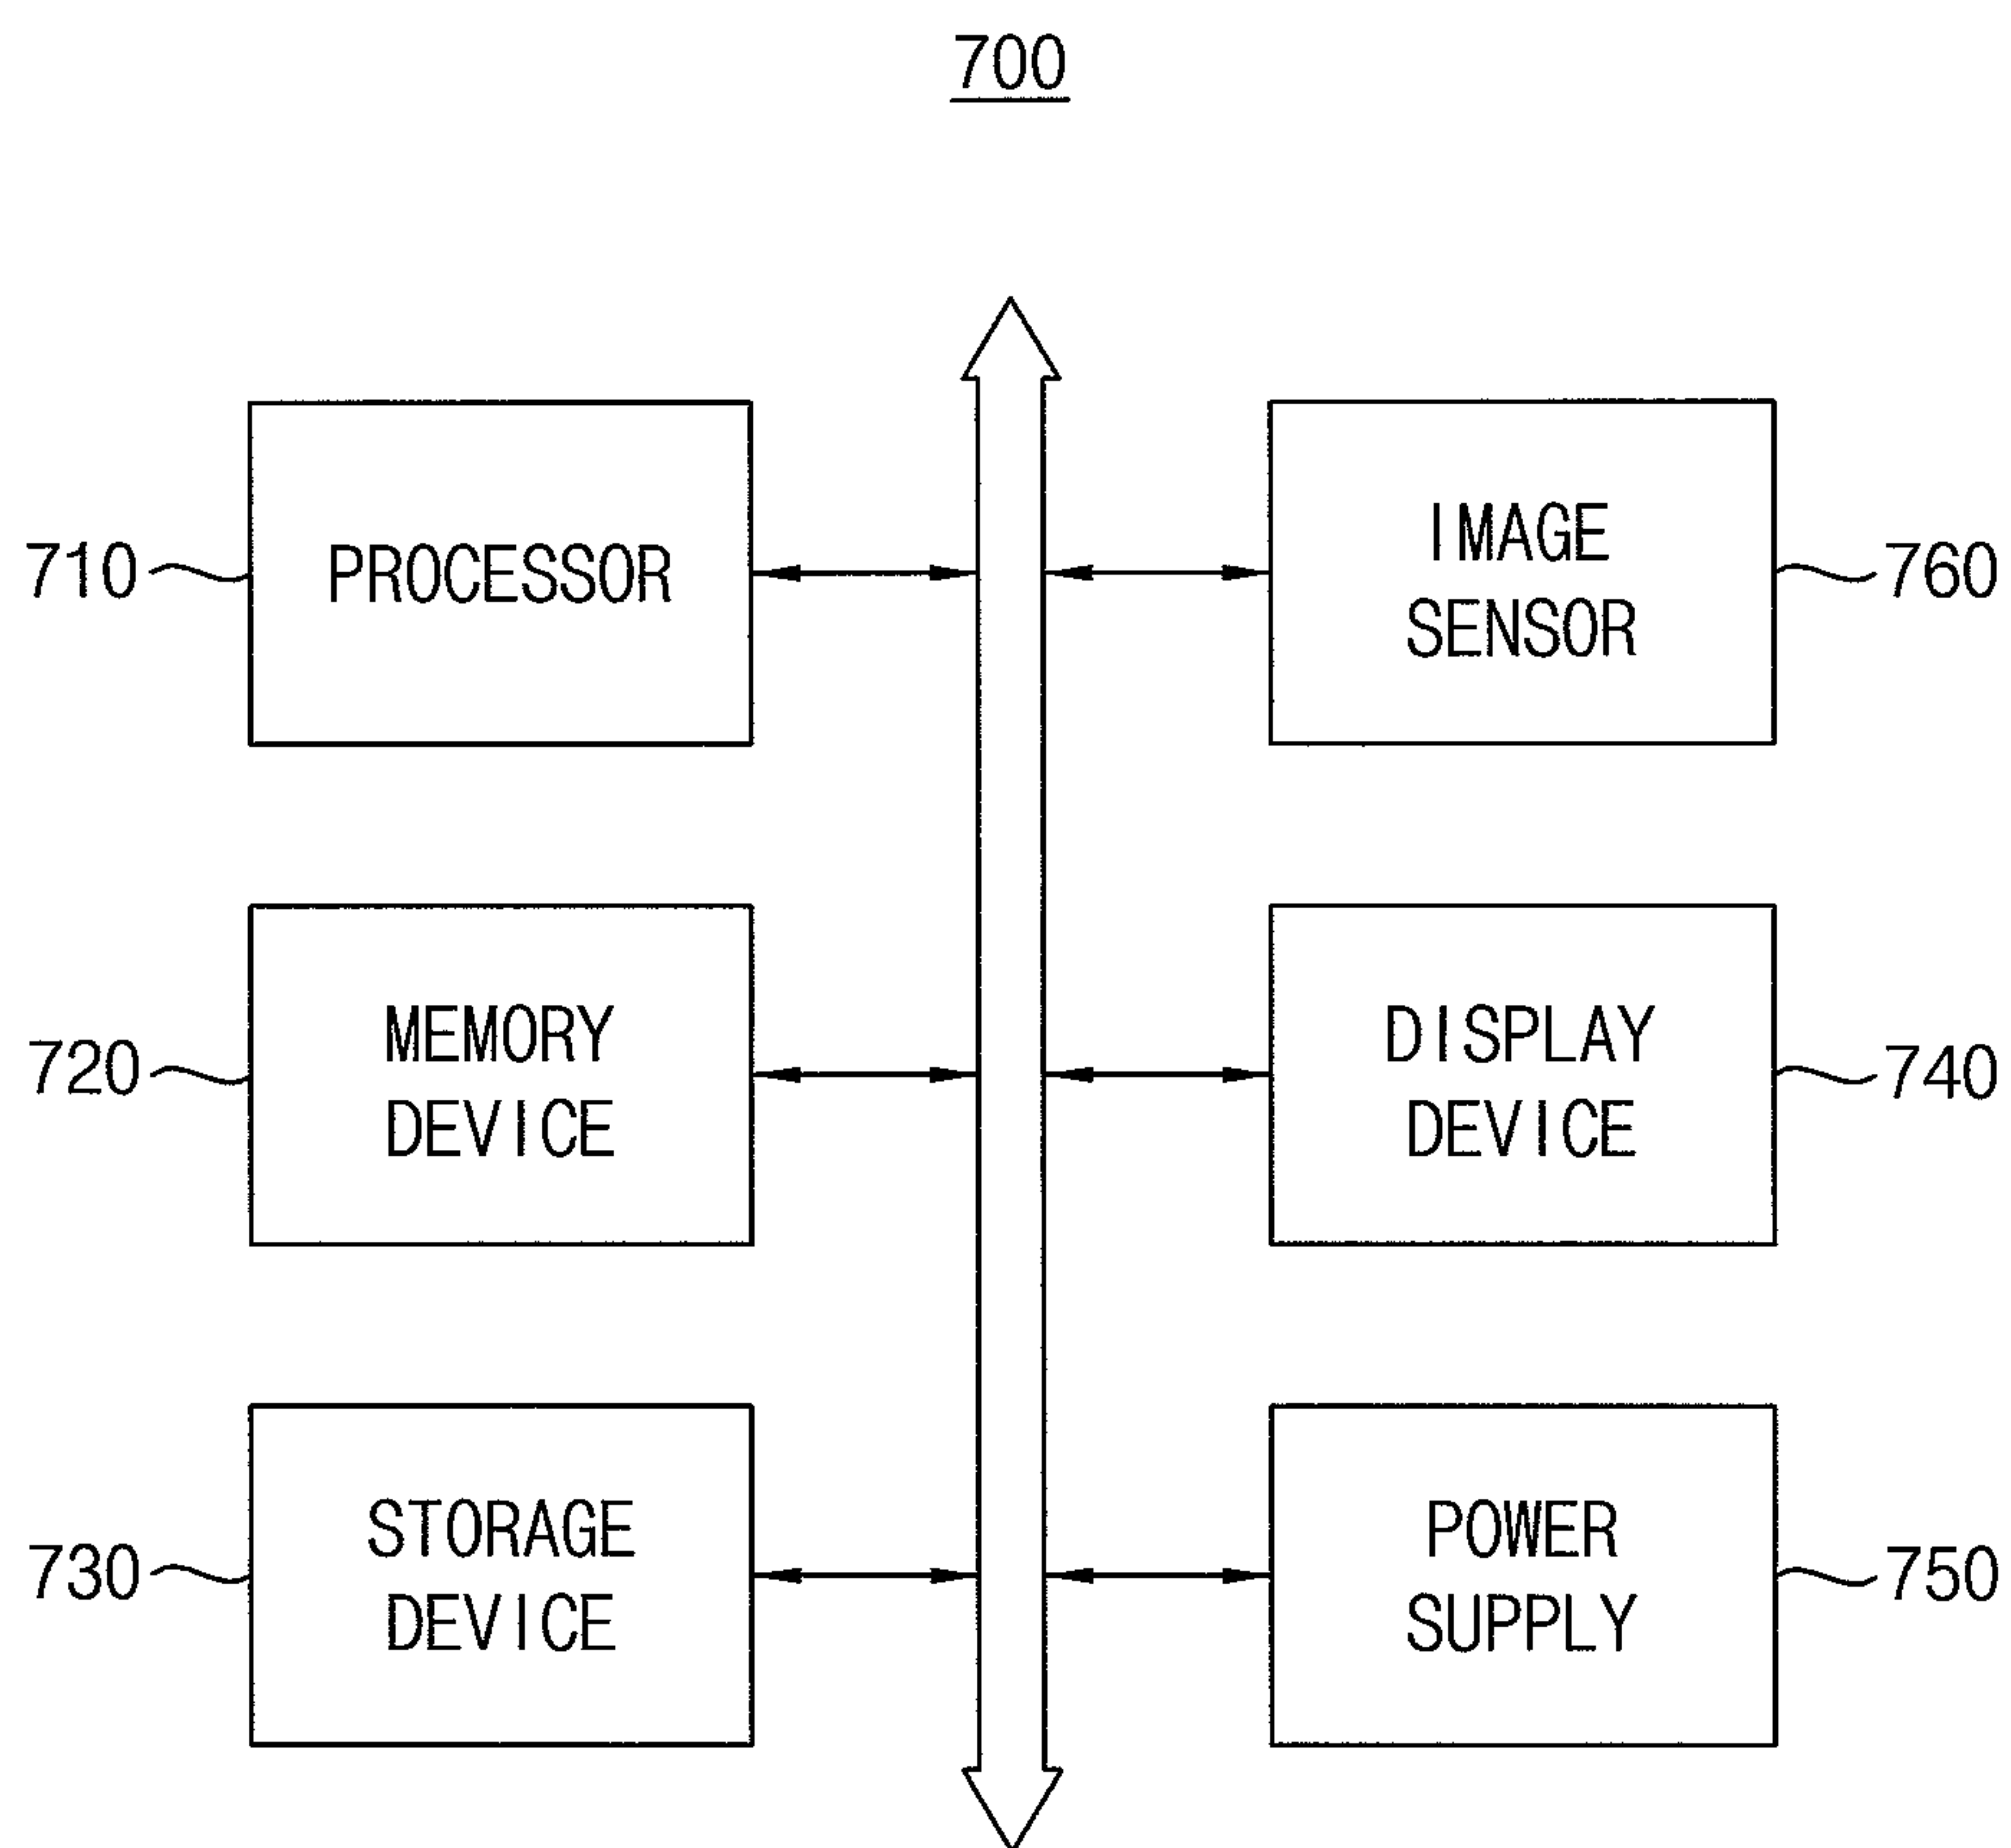 700
710
PROCESSOR
IMAGE
SENSOR
760
720
MEMORY
DEVICE
DISPLAY
DEVICE
740
730
STORAGE
DEVICE
POWER
SUPPLY
750